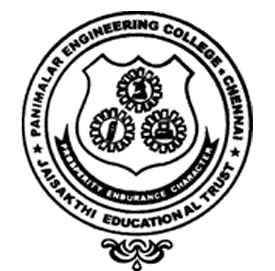 ★ PANIMALAR ENGINEERING COLLEGE • CHENNAI ★
JAISAKTHI EDUCATIONAL TRUST
PROSPERITY ENDURANCE CHARACTER